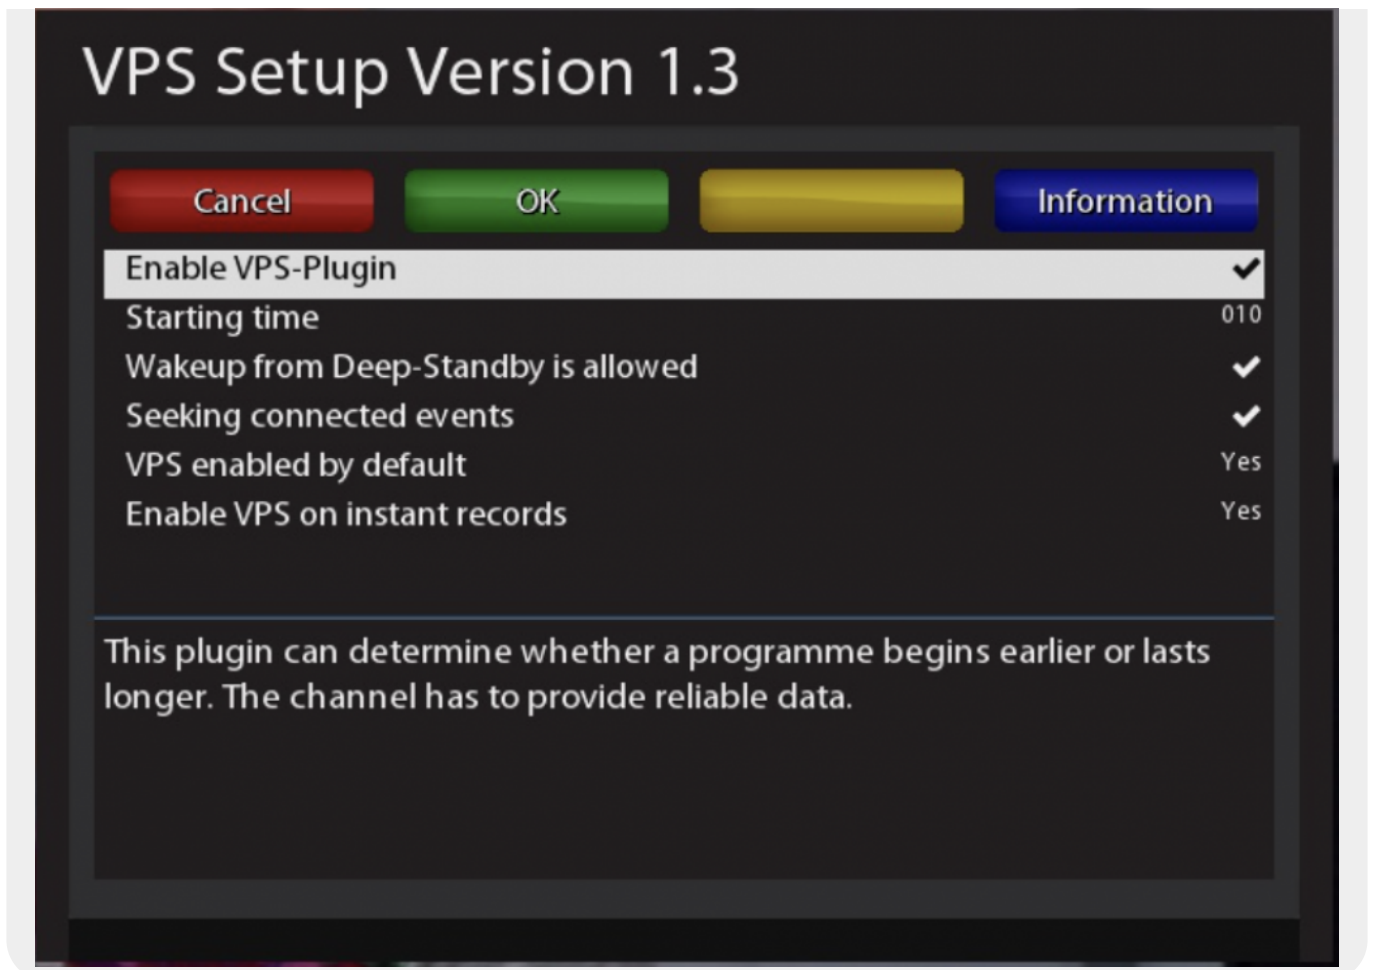 VPS Setup Version 1.3
Cancel OK Information
Enable VPS-Plugin
Starting time 010
Wakeup from Deep-Standby is allowed
Seeking connected events
VPS enabled by default Yes
Enable VPS on instant records Yes
This plugin can determine whether a programme begins earlier or lasts
longer. The channel has to provide reliable data.